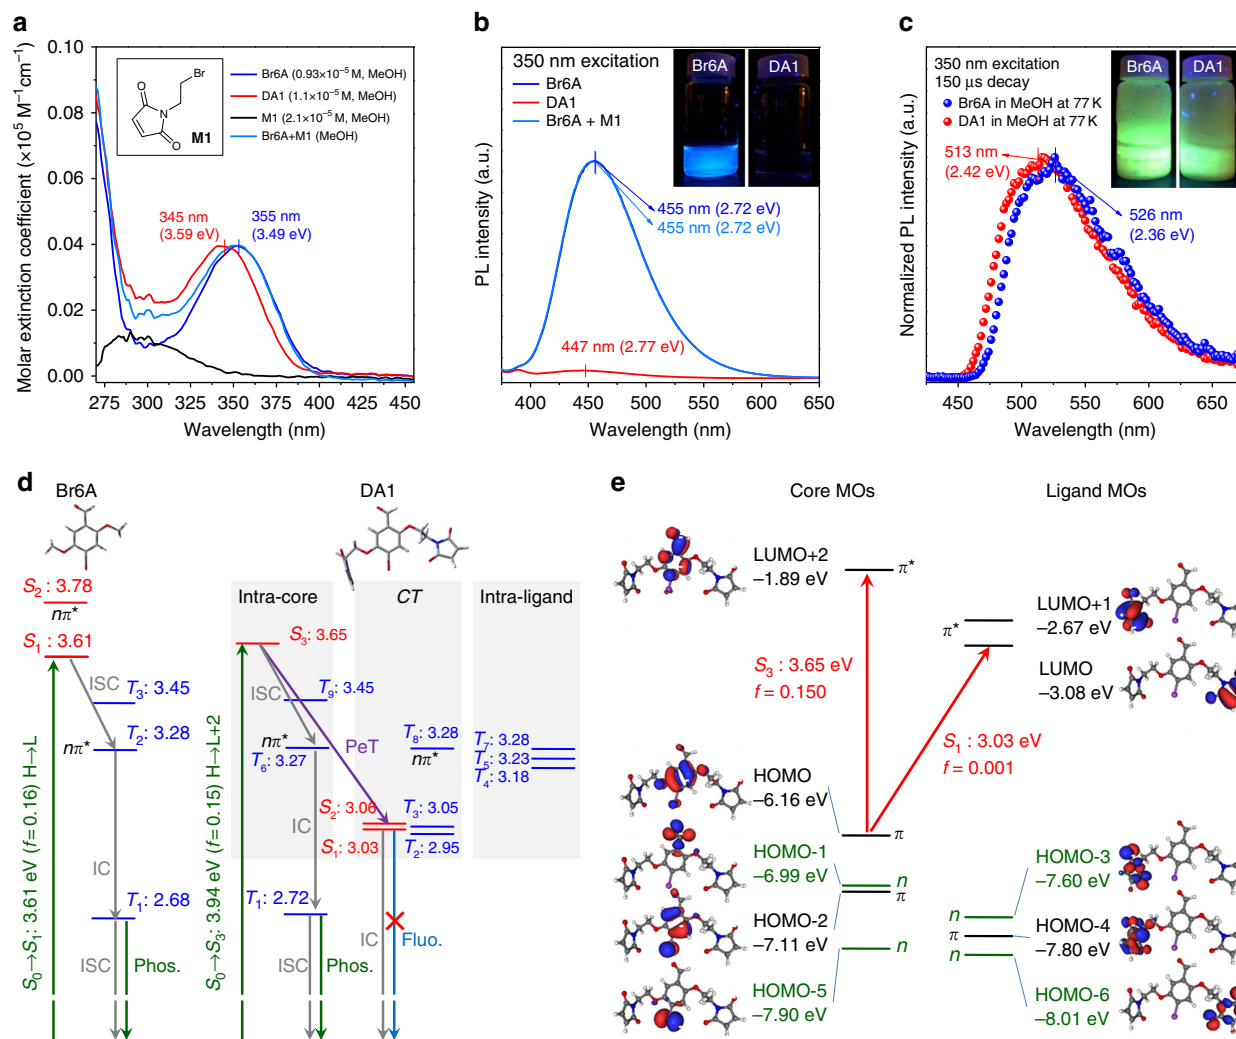 a
Molar extinction coefficient (×10⁵ M⁻¹ cm⁻¹)
0.10
0.08
0.06
0.04
0.02
0.00
275
300
325
350
375
400
425
450
Wavelength (nm)
Br
O
N
O
M1
Br6A (0.93×10⁻⁵ M, MeOH)
DA1 (1.1×10⁻⁵ M, MeOH)
M1 (2.1×10⁻⁵ M, MeOH)
Br6A+M1 (MeOH)
345 nm
(3.59 eV)
355 nm
(3.49 eV)
b
PL intensity (a.u.)
350 nm excitation
Br6A
DA1
Br6A + M1
Br6A
DA1
455 nm (2.72 eV)
455 nm (2.72 eV)
447 nm (2.77 eV)
400
450
500
550
600
650
Wavelength (nm)
c
Normalized PL intensity (a.u.)
350 nm excitation
150 μs decay
Br6A in MeOH at 77 K
DA1 in MeOH at 77 K
Br6A
DA1
513 nm
(2.42 eV)
526 nm
(2.36 eV)
450
500
550
600
650
Wavelength (nm)
d
Br6A
DA1
S₂ : 3.78
nπ*
S₁ : 3.61
ISC
T₃: 3.45
T₂: 3.28
nπ*
IC
T₁: 2.68
ISC
Phos.
S₀→S₁: 3.61 eV (f = 0.16) H→L
Intra-core
CT
Intra-ligand
S₃: 3.65
ISC
T₉: 3.45
nπ*
T₆: 3.27
PeT
T₈: 3.28
nπ*
T₇: 3.28
T₅: 3.23
T₄: 3.18
S₂: 3.06
S₁: 3.03
T₃: 3.05
T₂: 2.95
IC
T₁: 2.72
ISC
Phos.
IC
Fluo.
S₀→S₃: 3.94 eV (f = 0.15) H→L+2
e
Core MOs
Ligand MOs
LUMO+2
−1.89 eV
π*
LUMO+1
−2.67 eV
π*
LUMO
−3.08 eV
S₃ : 3.65 eV
f = 0.150
S₁ : 3.03 eV
f = 0.001
HOMO
−6.16 eV
π
HOMO-1
−6.99 eV
n
π
HOMO-2
−7.11 eV
n
HOMO-5
−7.90 eV
HOMO-3
−7.60 eV
n
π
HOMO-4
−7.80 eV
n
HOMO-6
−8.01 eV